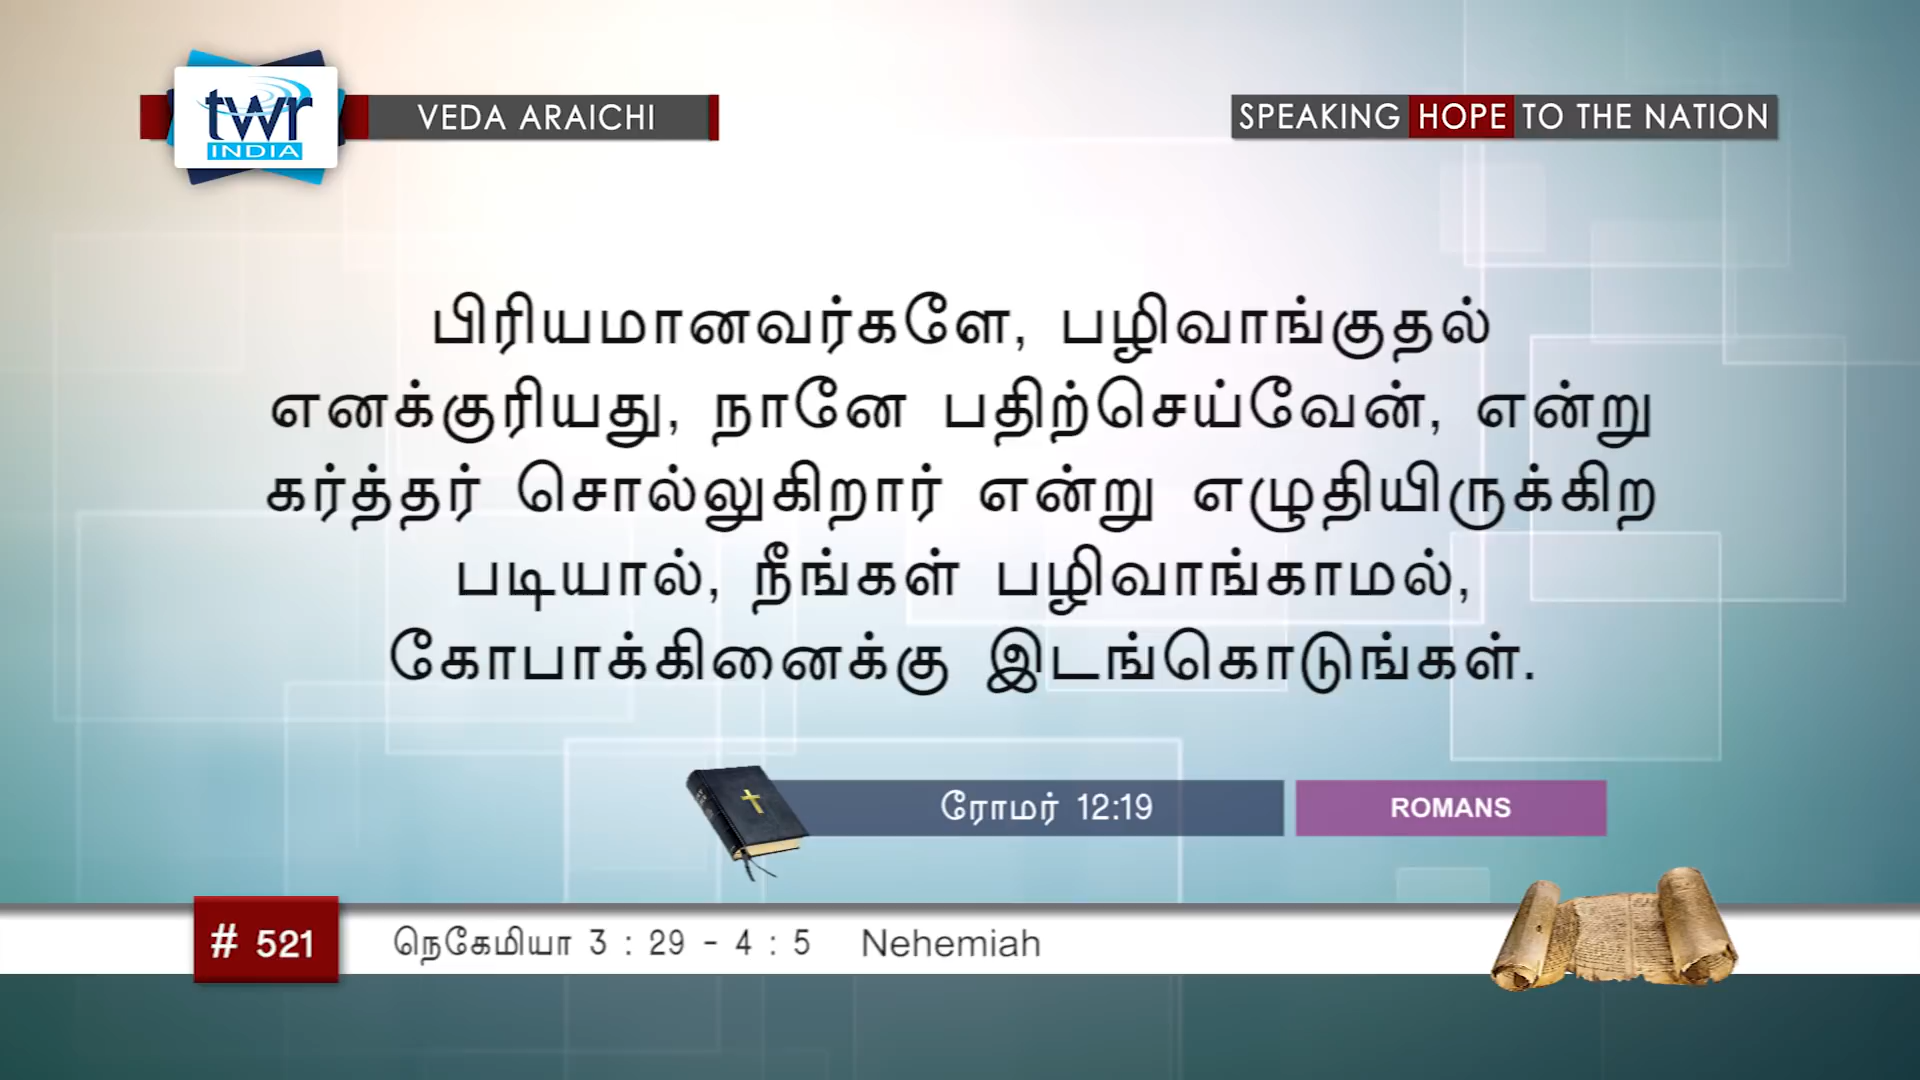 twr
INDIA
VEDA ARAICHI
SPEAKING HOPE TO THE NATION
பிரியமானவர்களே, பழிவாங்குதல்
எனக்குரியது, நானே பதிற்செய்வேன், என்று
கர்த்தர் சொல்லுகிறார் என்று எழுதியிருக்கிற
படியால், நீங்கள் பழிவாங்காமல்,
கோபாக்கினைக்கு இடங்கொடுங்கள்.
ரோமர் 12:19
ROMANS
# 521
நெகேமியா 3 : 29 - 4 : 5 Nehemiah